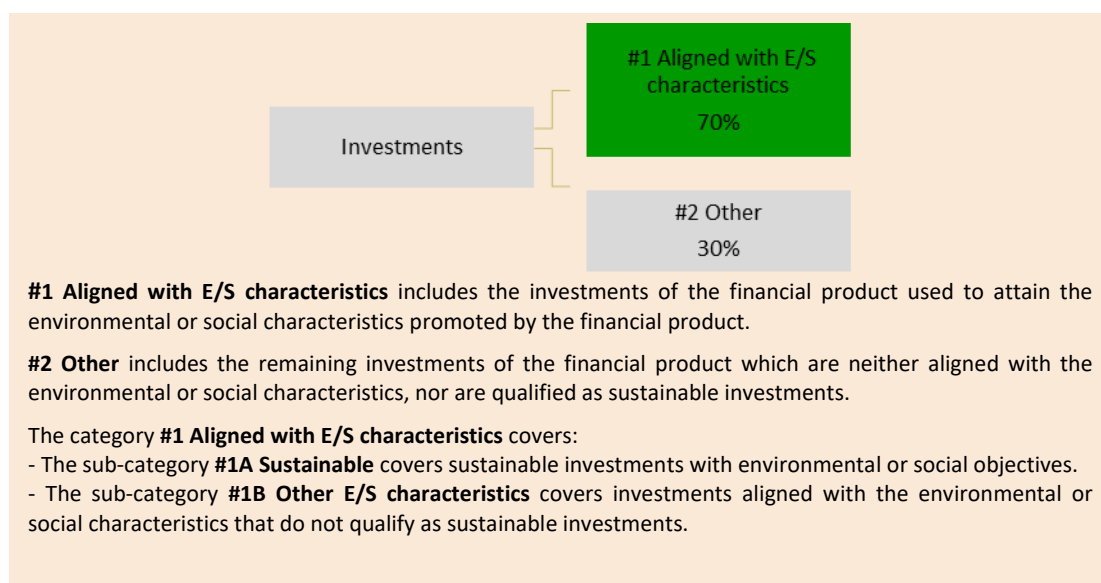 #1 Aligned with E/S
characteristics
70%
Investments
#2 Other
30%
#1 Aligned with E/S characteristics includes the investments of the financial product used to attain the
environmental or social characteristics promoted by the financial product.
#2 Other includes the remaining investments of the financial product which are neither aligned with the
environmental or social characteristics, nor are qualified as sustainable investments.
The category #1 Aligned with E/S characteristics covers:
- The sub-category #1A Sustainable covers sustainable investments with environmental or social objectives.
- The sub-category #1B Other E/S characteristics covers investments aligned with the environmental or
social characteristics that do not qualify as sustainable investments.